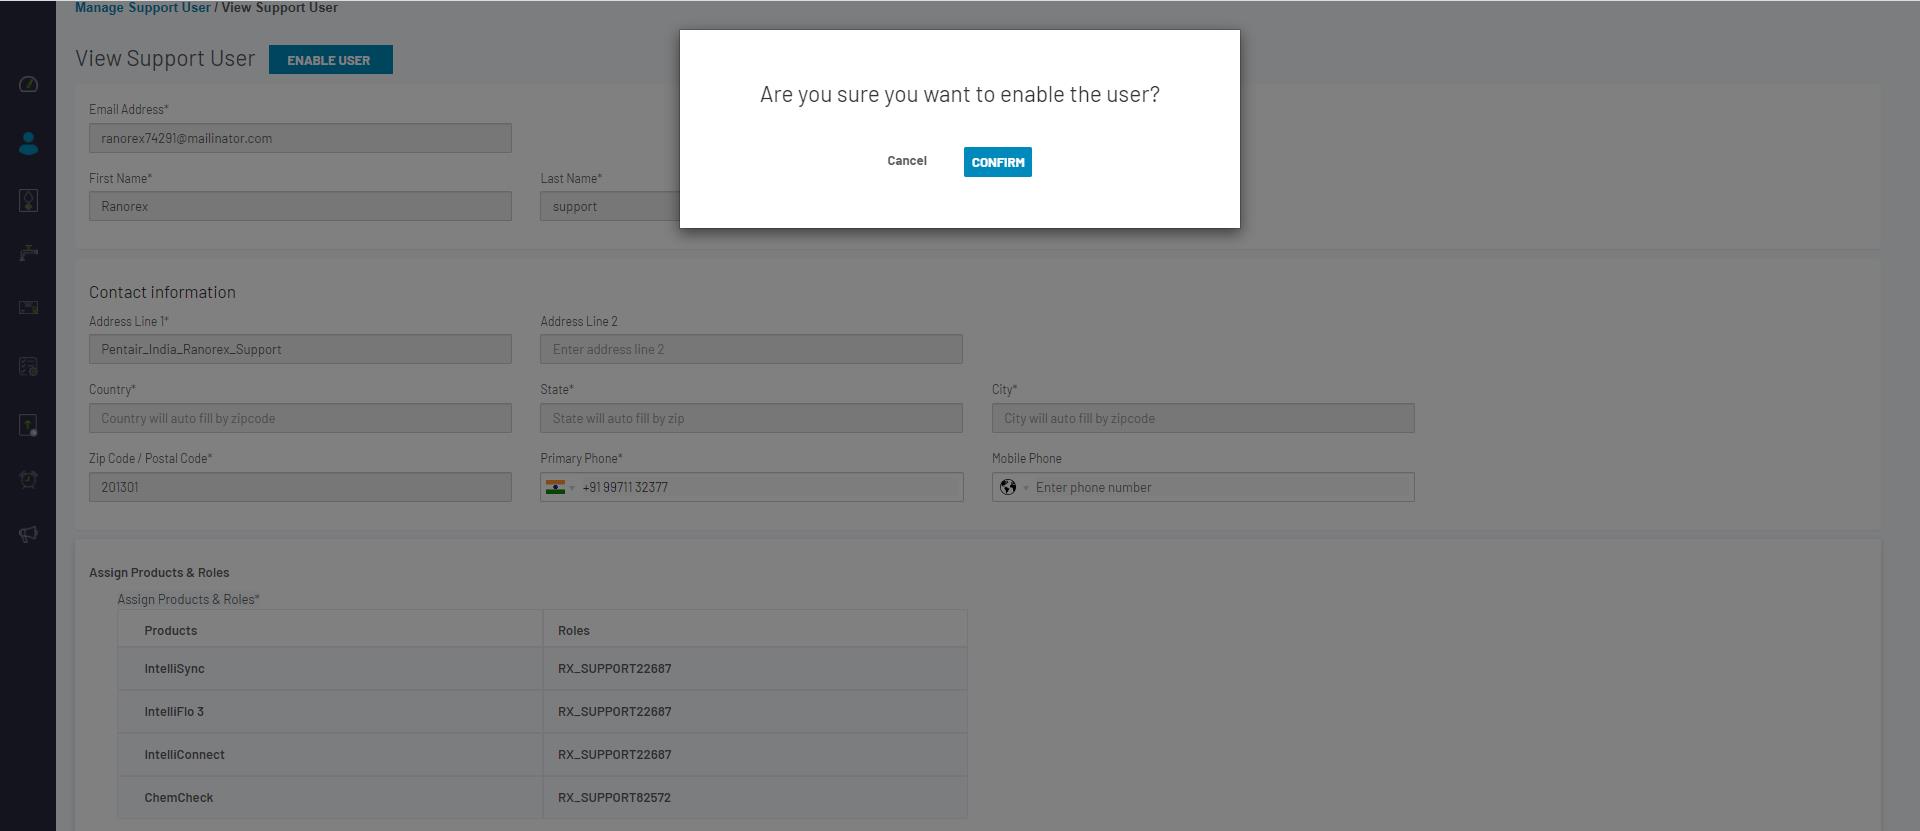 Manage Support User / View Support User
View Support User
ENABLE USER
Are you sure you want to enable the user?
Cancel
CONFIRM
Email Address*
ranorex74291@mailinator.com
First Name*
Last Name*
Ranorex
support
Contact information
Address Line 1*
Address Line 2
Pentair_India_Ranorex_Support
Enter address line 2
Country*
State*
City*
Country will auto fill by zipcode
State will auto fill by zip
City will auto fill by zipcode
Zip Code / Postal Code*
Primary Phone*
Mobile Phone
201301
+91 99711 32377
Enter phone number
Assign Products & Roles
Assign Products & Roles*
Products
Roles
IntelliSync
RX_SUPPORT22687
IntelliFlo 3
RX_SUPPORT22687
IntelliConnect
RX_SUPPORT22687
ChemCheck
RX_SUPPORT82572